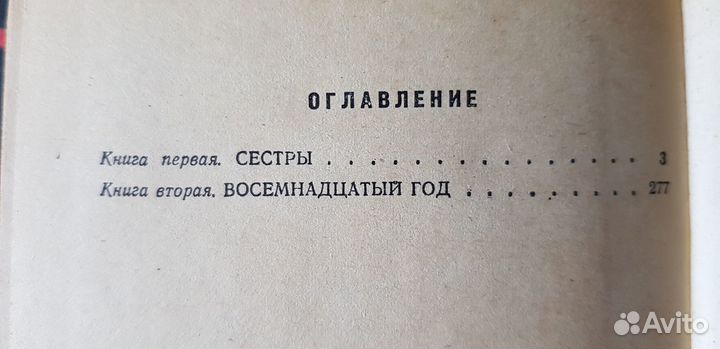 ОГЛАВЛЕНИЕ
Книга первая. СЕСТРЫ . . . . . . . . . . . . . . . 3
Книга вторая. ВОСЕМНАДЦАТЫЙ ГОД . . . . . . . . . 277
Avito